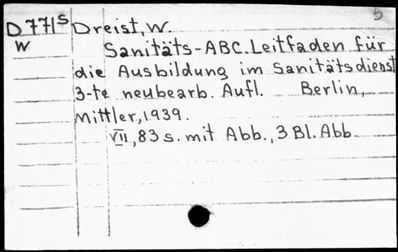 5
D771s Dreist, W.
W Sanitäts-ABC. Leitfaden für
die Ausbildung im Sanitätsdienst
3-te neubearb. Aufl. Berlin,
Mittler, 1939.
VII, 83 s. mit Abb., 3 Bl. Abb